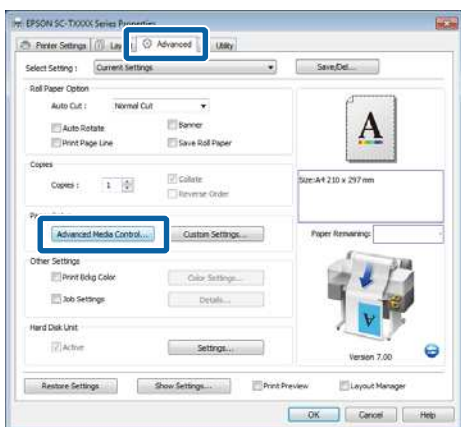 EPSON SC-TXXXX Series Properties
Printer Settings Lay Advanced Utility
Select Setting : Current Settings Save/Del...
Roll Paper Option
Auto Cut : Normal Cut
Auto Rotate Banner
Print Page Line Save Roll Paper
Copies
Copies : 1 Collate
Reverse Order
Size:A4 210 x 297 mm
Advanced Media Control... Custom Settings... Paper Remaining: -
Other Settings
Print Bckg Color Color Settings...
Job Settings Details...
Hard Disk Unit
Active Settings...
Version 7.00
Restore Settings Show Settings... Print Preview Layout Manager
OK Cancel Help